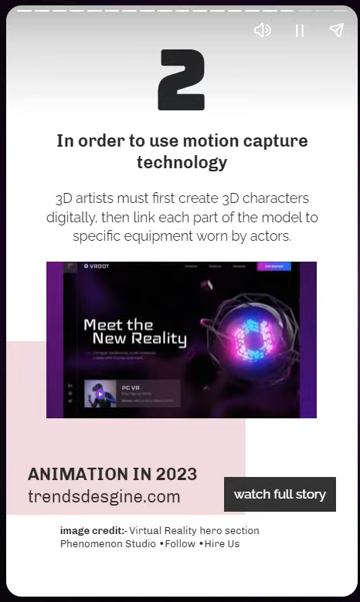 2
In order to use motion capture
technology
3D artists must first create 3D characters
digitally, then link each part of the model to
specific equipment worn by actors.
VROOT
Meet the
New Reality
PC VR
ANIMATION IN 2023
trendsdesgine.com
watch full story
image credit:- Virtual Reality hero section
Phenomenon Studio •Follow •Hire Us